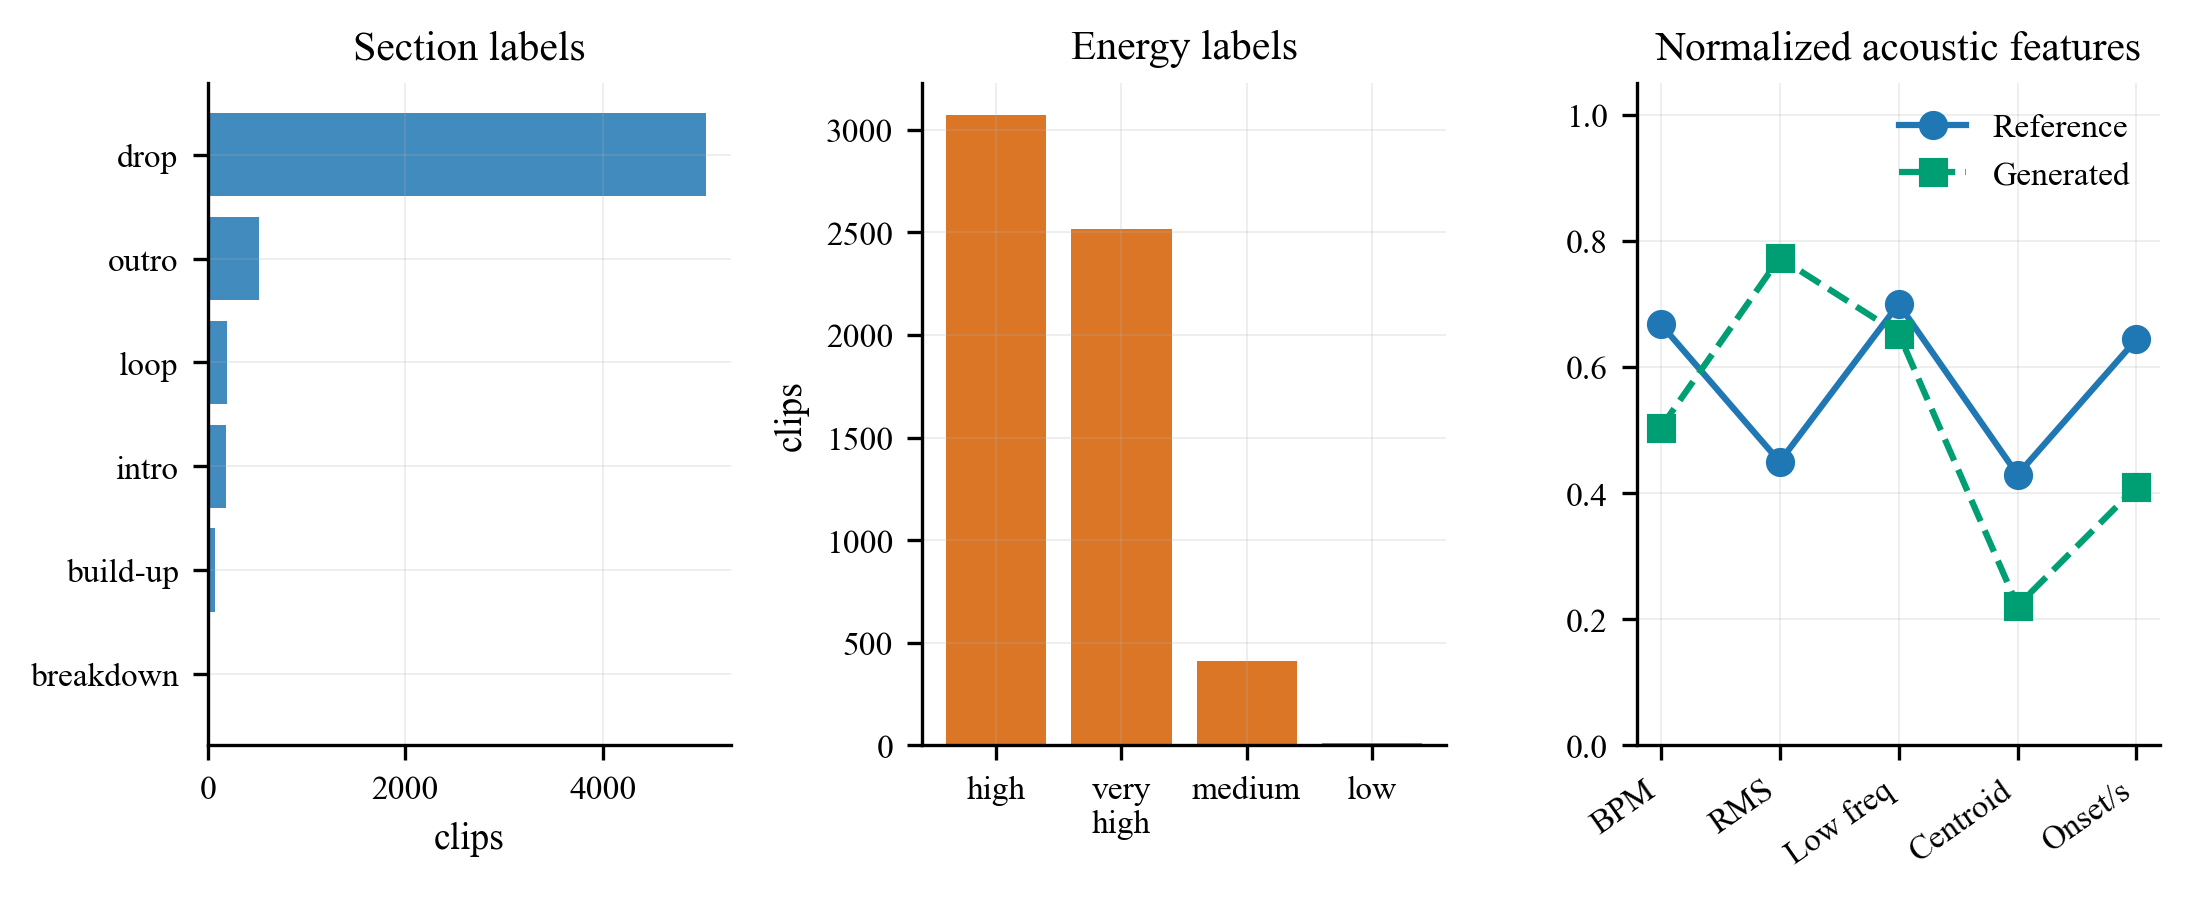 Section labels
drop
outro
loop
intro
build-up
breakdown
0
2000
4000
clips
Energy labels
clips
3000
2500
2000
1500
1000
500
0
high
very
high
medium
low
Normalized acoustic features
1.0
0.8
0.6
0.4
0.2
0.0
Reference
Generated
BPM
RMS
Low freq
Centroid
Onset/s